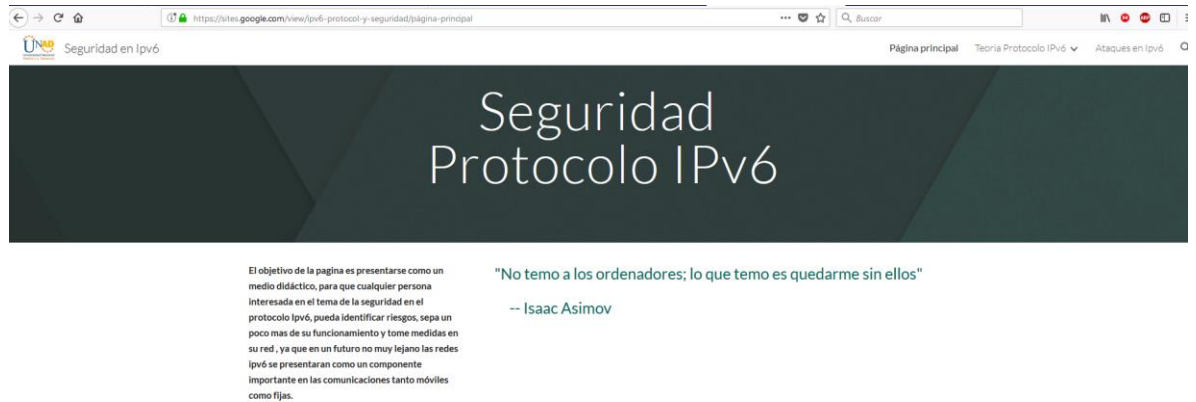 https://sites.google.com/view/ipv6-protocol-y-seguridad/página-principal
Buscar
UNAD
Seguridad en Ipv6
Página principal
Teoria Protocolo IPv6
Ataques en Ipv6
Seguridad
Protocolo IPv6
El objetivo de la pagina es presentarse como un
medio didáctico, para que cualquier persona
interesada en el tema de la seguridad en el
protocolo Ipv6, pueda identificar riesgos, sepa un
poco mas de su funcionamiento y tome medidas en
su red , ya que en un futuro no muy lejano las redes
ipv6 se presentaran como un componente
importante en las comunicaciones tanto móviles
como fijas.
"No temo a los ordenadores; lo que temo es quedarme sin ellos"
-- Isaac Asimov